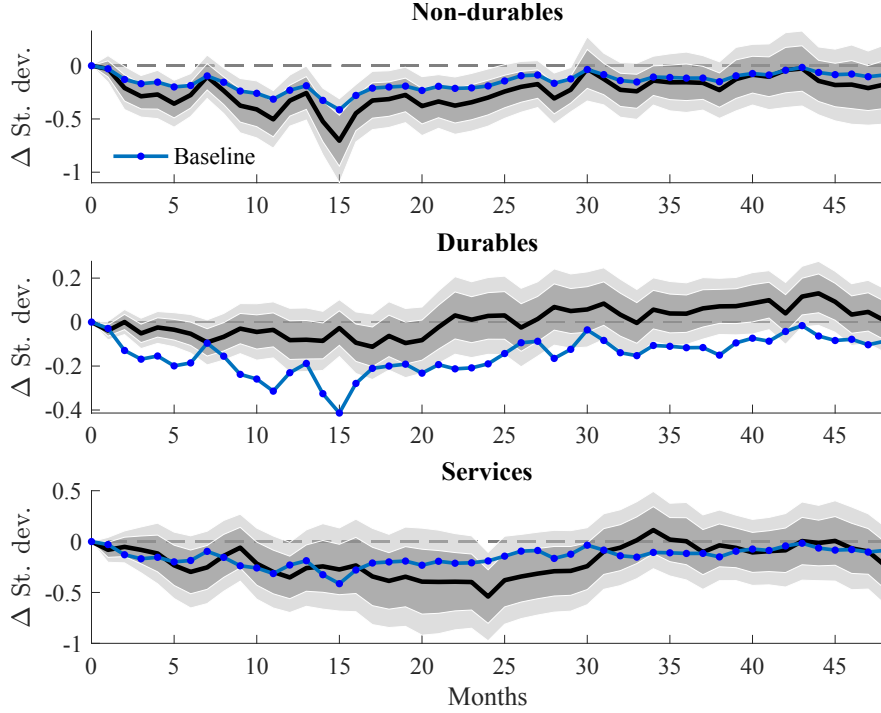 Non-durables
Δ St. dev.
0
-0.5
-1
Baseline
0 5 10 15 20 25 30 35 40 45
Durables
Δ St. dev.
0.2
0
-0.2
-0.4
0 5 10 15 20 25 30 35 40 45
Services
Δ St. dev.
0.5
0
-0.5
-1
0 5 10 15 20 25 30 35 40 45
Months